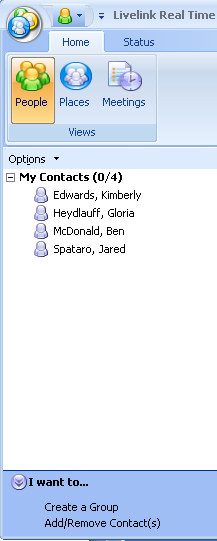 Livelink Real Time
Home Status
People Places Meetings
Views
Options
My Contacts (0/4)
Edwards, Kimberly
Heydlauff, Gloria
McDonald, Ben
Spataro, Jared
I want to...
Create a Group
Add/Remove Contact(s)